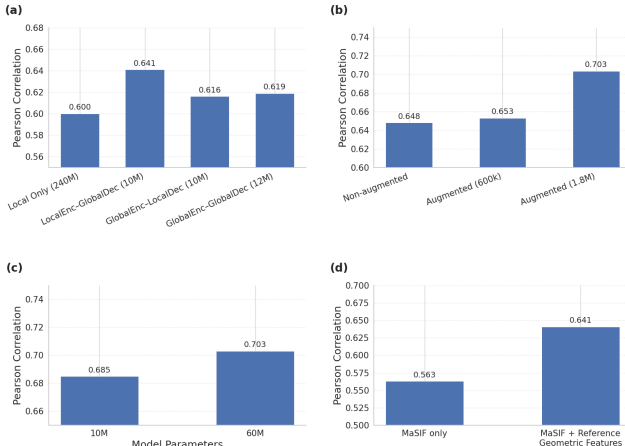 (a)
0.68
0.66
0.64
0.62
0.60
0.58
0.56
Pearson Correlation
0.600
0.641
0.616
0.619
Local Only (240M)
LocalEnc–GlobalDec (10M)
GlobalEnc–LocalDec (10M)
GlobalEnc–GlobalDec (12M)
(b)
0.74
0.72
0.70
0.68
0.66
0.64
0.62
0.60
Pearson Correlation
0.648
0.653
0.703
Non-augmented
Augmented (600k)
Augmented (1.8M)
(c)
0.74
0.72
0.70
0.68
0.66
Pearson Correlation
0.685
0.703
10M
60M
Model Parameters
(d)
0.700
0.675
0.650
0.625
0.600
0.575
0.550
0.525
0.500
Pearson Correlation
0.563
0.641
MaSIF only
MaSIF + Reference
Geometric Features